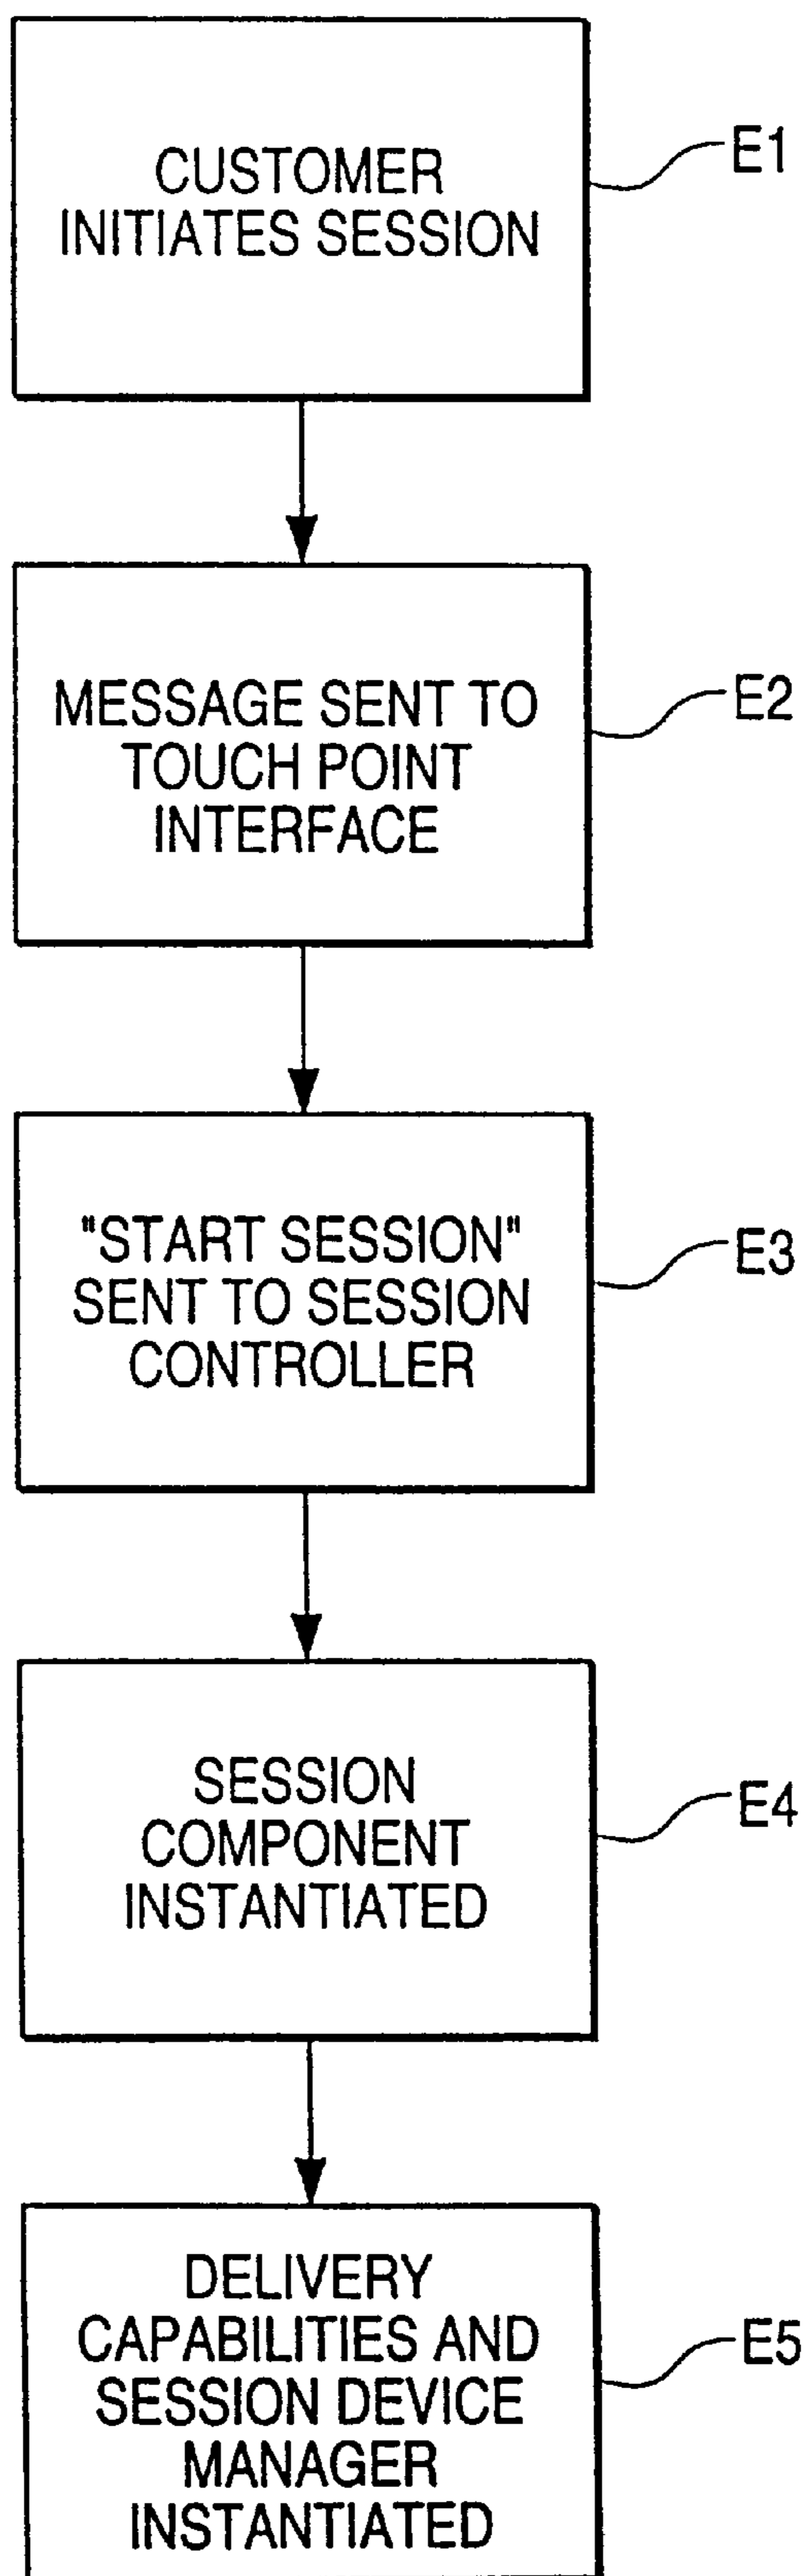 CUSTOMER
INITIATES SESSION
E1
MESSAGE SENT TO
TOUCH POINT
INTERFACE
E2
"START SESSION"
SENT TO SESSION
CONTROLLER
E3
SESSION
COMPONENT
INSTANTIATED
E4
DELIVERY
CAPABILITIES AND
SESSION DEVICE
MANAGER
INSTANTIATED
E5